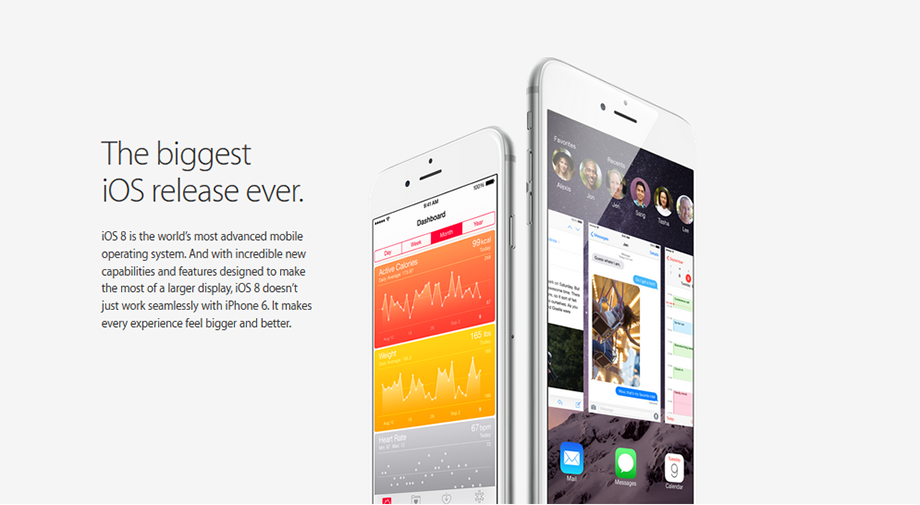 The biggest
iOS release ever.
iOS 8 is the world's most advanced mobile
operating system. And with incredible new
capabilities and features designed to make
the most of a larger display, iOS 8 doesn't
just work seamlessly with iPhone 6. It makes
every experience feel bigger and better.
9:41 AM
100%
Dashboard
Day
Week
Month
Year
Active Calories
99 kcal
Today
Weight
165 lbs
Today
Heart Rate
67 bpm
Today
Favorites
Recents
Alexis
Jon
Dang
Tasha
Lee
Messages
Jen
Mail
Messages
Tuesday
9
Calendar